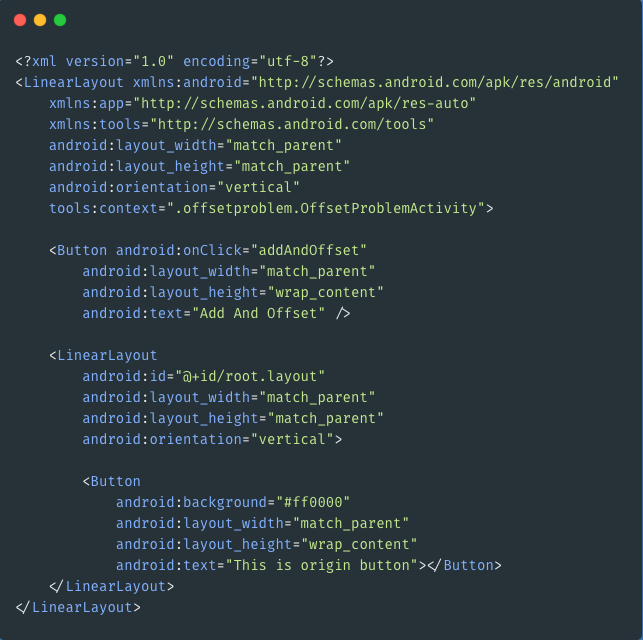 <?xml version="1.0" encoding="utf-8"?>
<LinearLayout xmlns:android="http://schemas.android.com/apk/res/android"
    xmlns:app="http://schemas.android.com/apk/res-auto"
    xmlns:tools="http://schemas.android.com/tools"
    android:layout_width="match_parent"
    android:layout_height="match_parent"
    android:orientation="vertical"
    tools:context=".offsetproblem.OffsetProblemActivity">

    <Button android:onClick="addAndOffset"
        android:layout_width="match_parent"
        android:layout_height="wrap_content"
        android:text="Add And Offset" />

    <LinearLayout
        android:id="@+id/root.layout"
        android:layout_width="match_parent"
        android:layout_height="match_parent"
        android:orientation="vertical">

        <Button
            android:background="#ff0000"
            android:layout_width="match_parent"
            android:layout_height="wrap_content"
            android:text="This is origin button"></Button>
    </LinearLayout>
</LinearLayout>